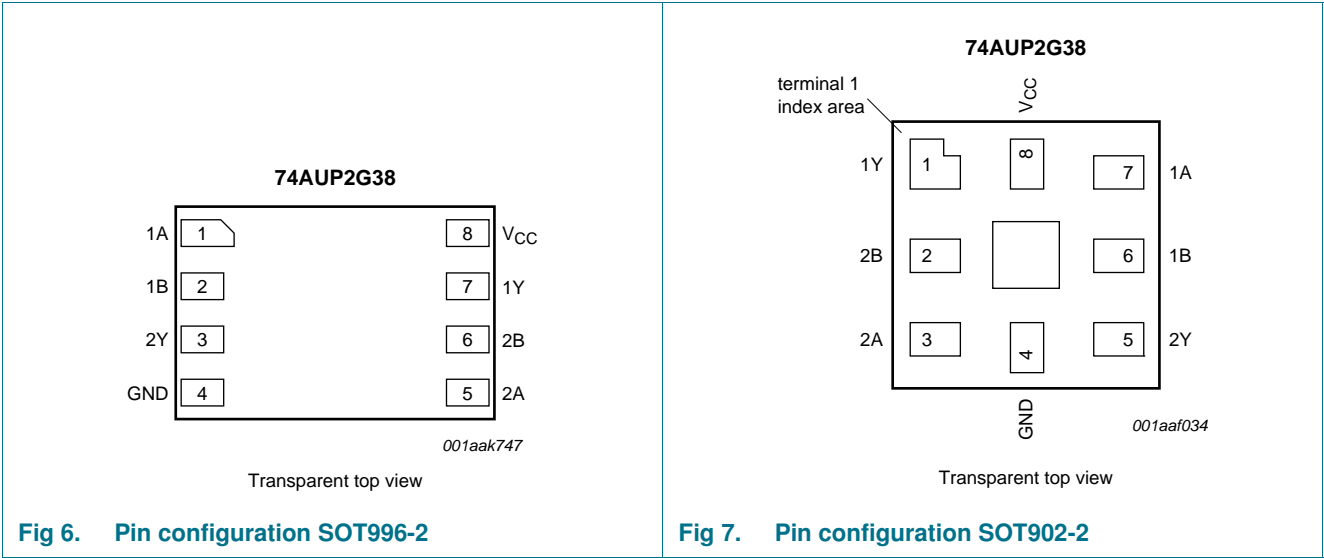 74AUP2G38
1A 1 8 VCC
1B 2 7 1Y
2Y 3 6 2B
GND 4 5 2A
001aak747
Transparent top view
Fig 6. Pin configuration SOT996-2
74AUP2G38
terminal 1
index area
VCC
1Y 1 8 7 1A
2B 2 6 1B
2A 3 4 5 2Y
GND
001aaf034
Transparent top view
Fig 7. Pin configuration SOT902-2